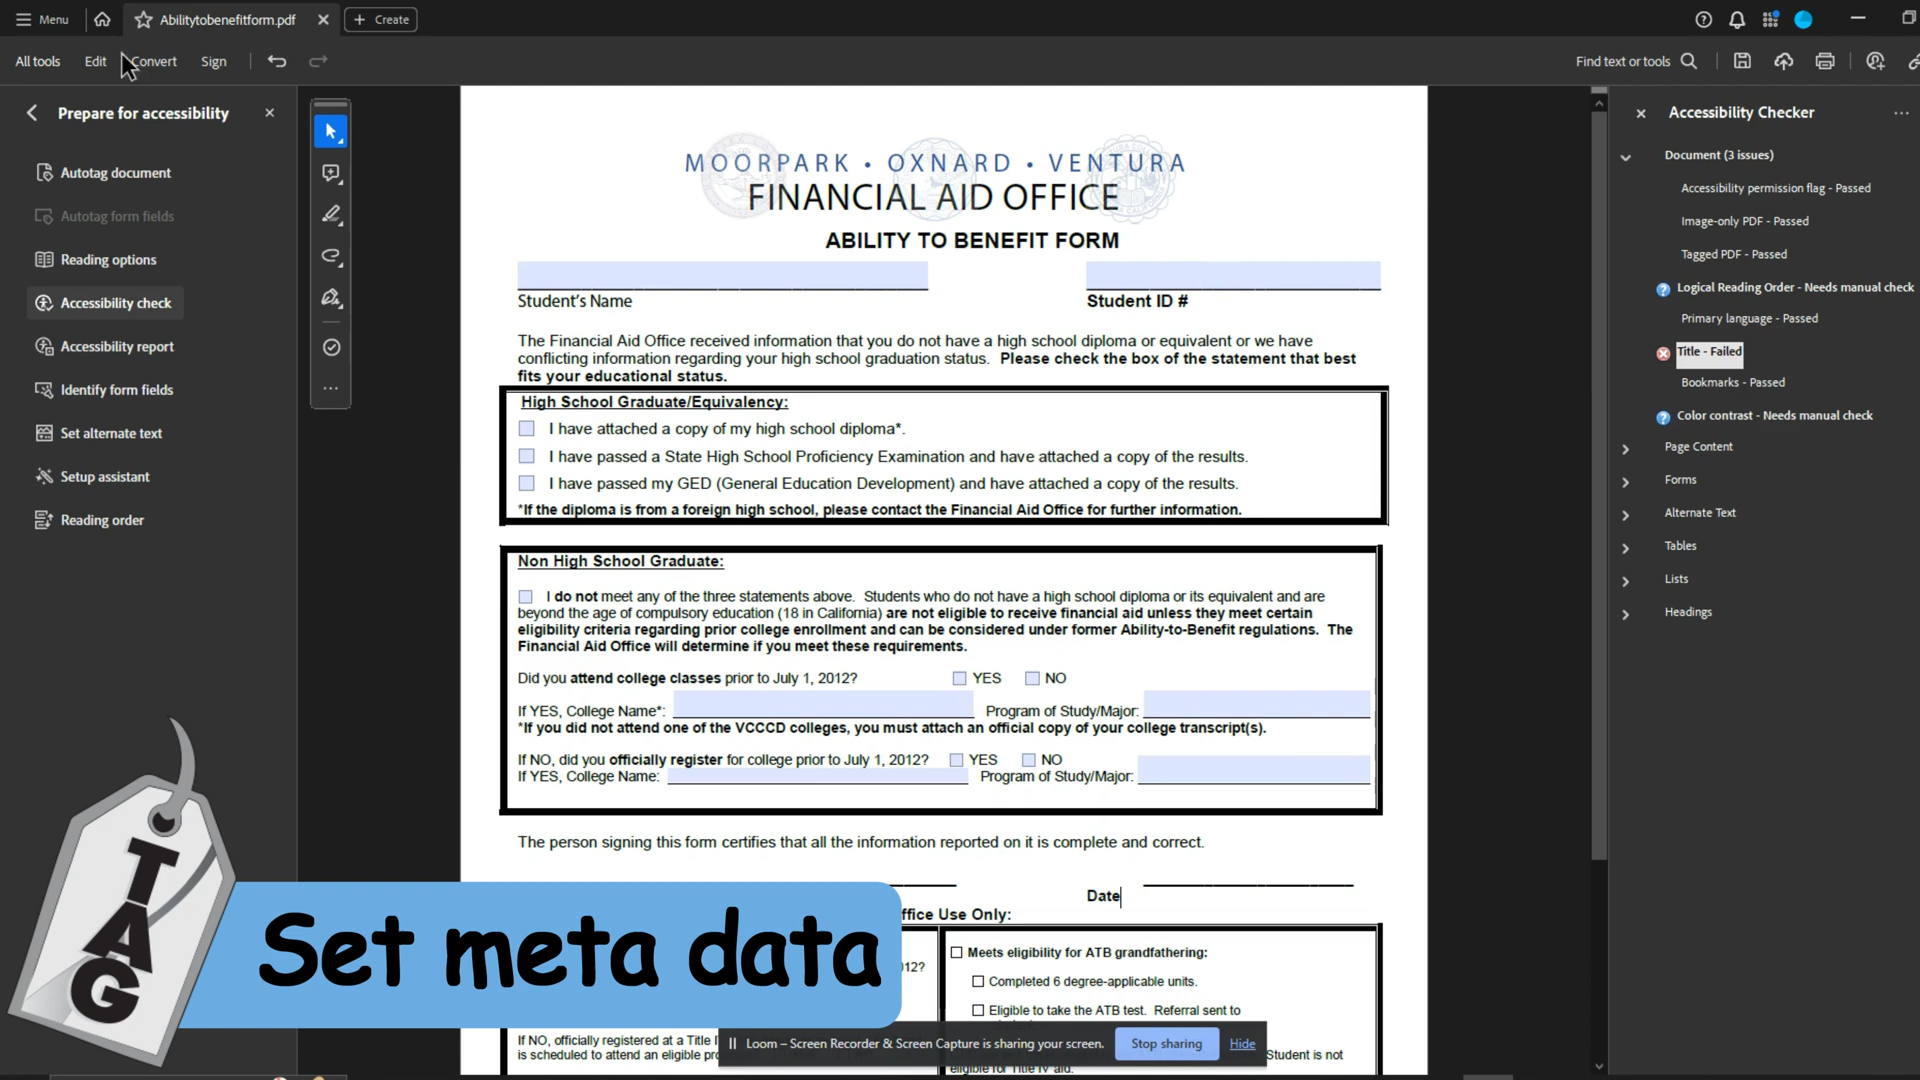 Menu
Abilitytobenefitform.pdf
Create
All tools
Edit
Convert
Sign
Find text or tools
Prepare for accessibility
Autotag document
Autotag form fields
Reading options
Accessibility check
Accessibility report
Identify form fields
Set alternate text
Setup assistant
Reading order
MOORPARK • OXNARD • VENTURA
FINANCIAL AID OFFICE
ABILITY TO BENEFIT FORM
Student's Name
Student ID #
The Financial Aid Office received information that you do not have a high school diploma or equivalent or we have
conflicting information regarding your high school graduation status. Please check the box of the statement that best
fits your educational status.
High School Graduate/Equivalency:
I have attached a copy of my high school diploma*.
I have passed a State High School Proficiency Examination and have attached a copy of the results.
I have passed my GED (General Education Development) and have attached a copy of the results.
*If the diploma is from a foreign high school, please contact the Financial Aid Office for further information.
Non High School Graduate:
I do not meet any of the three statements above. Students who do not have a high school diploma or its equivalent and are
beyond the age of compulsory education (18 in California) are not eligible to receive financial aid unless they meet certain
eligibility criteria regarding prior college enrollment and can be considered under former Ability-to-Benefit regulations. The
Financial Aid Office will determine if you meet these requirements.
Did you attend college classes prior to July 1, 2012? YES NO
If YES, College Name*: Program of Study/Major:
*If you did not attend one of the VCCCD colleges, you must attach an official copy of your college transcript(s).
If NO, did you officially register for college prior to July 1, 2012? YES NO
If YES, College Name: Program of Study/Major:
The person signing this form certifies that all the information reported on it is complete and correct.
Date
ffice Use Only:
012?
Meets eligibility for ATB grandfathering:
Completed 6 degree-applicable units.
Eligible to take the ATB test. Referral sent to
If NO, officially registered at a Title I
is scheduled to attend an eligible pro
Student is not
eligible for Title IV aid.
Accessibility Checker
Document (3 issues)
Accessibility permission flag - Passed
Image-only PDF - Passed
Tagged PDF - Passed
Logical Reading Order - Needs manual check
Primary language - Passed
Title - Failed
Bookmarks - Passed
Color contrast - Needs manual check
Page Content
Forms
Alternate Text
Tables
Lists
Headings
TAG
Set meta data
Loom – Screen Recorder & Screen Capture is sharing your screen.
Stop sharing
Hide